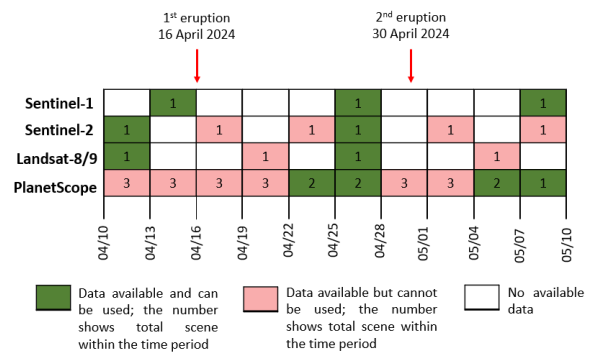 1st eruption
16 April 2024
2nd eruption
30 April 2024
Sentinel-1 1 1 1
Sentinel-2 1 1 1 1 1 1
Landsat-8/9 1 1 1 1
PlanetScope 3 3 3 3 2 2 3 3 2 1
04/10 04/13 04/16 04/19 04/22 04/25 04/28 05/01 05/04 05/07 05/10
Data available and can
be used; the number
shows total scene
within the time period
Data available but cannot
be used; the number
shows total scene within
the time period
No available
data